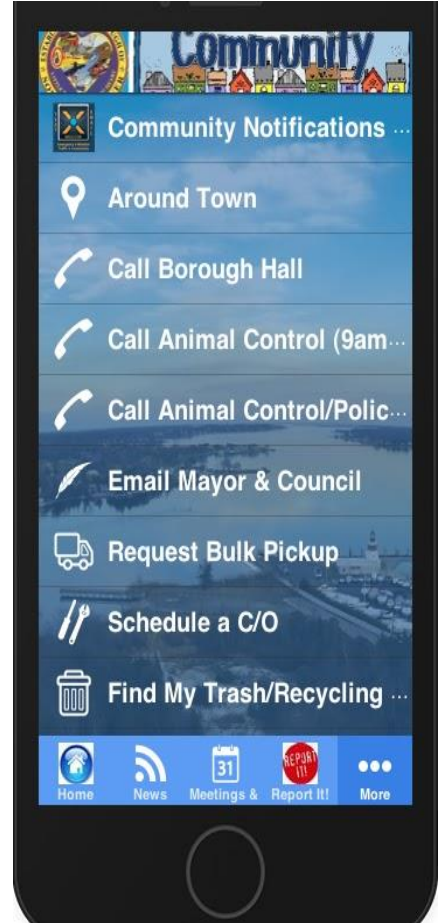 Community
Community Notifications ...
Around Town
Call Borough Hall
Call Animal Control (9am...
Call Animal Control/Polic...
Email Mayor & Council
Request Bulk Pickup
Schedule a C/O
Find My Trash/Recycling ...
31
REPORT
IT!
Home News Meetings & Report It! More